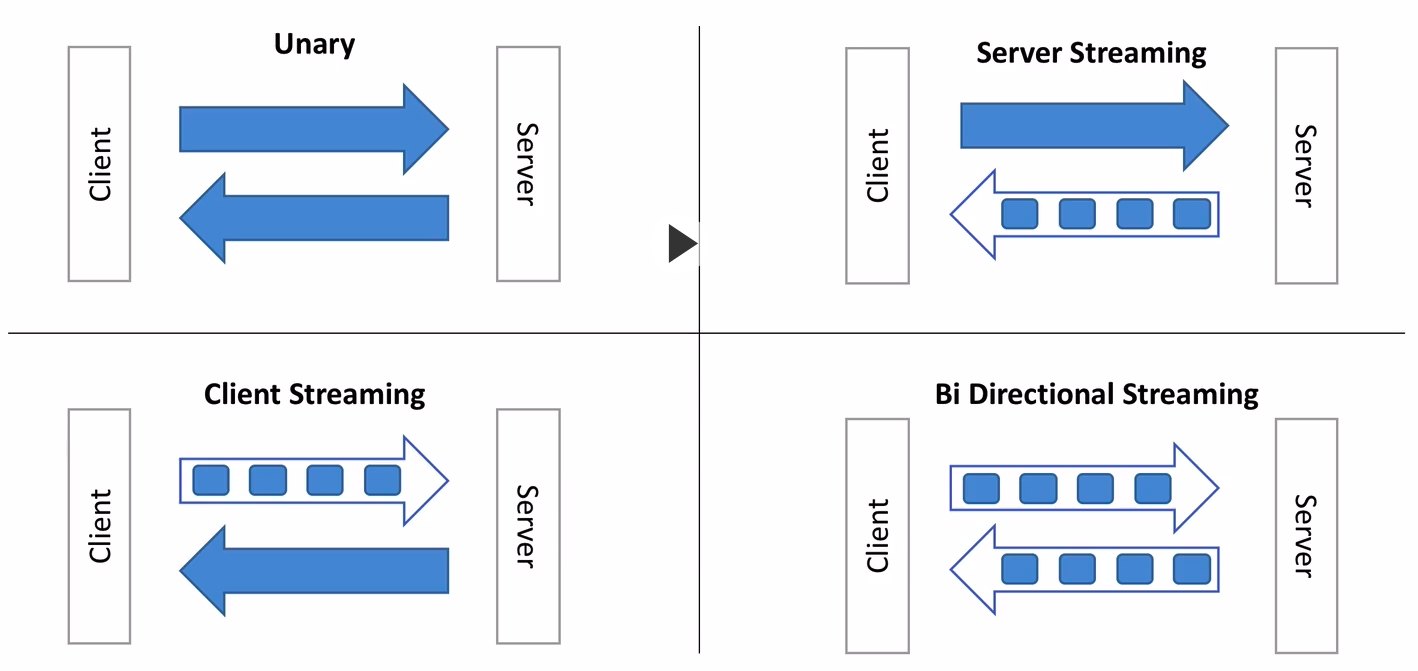 Unary
Client
Server
Server Streaming
Client
Server
Client Streaming
Client
Server
Bi Directional Streaming
Client
Server